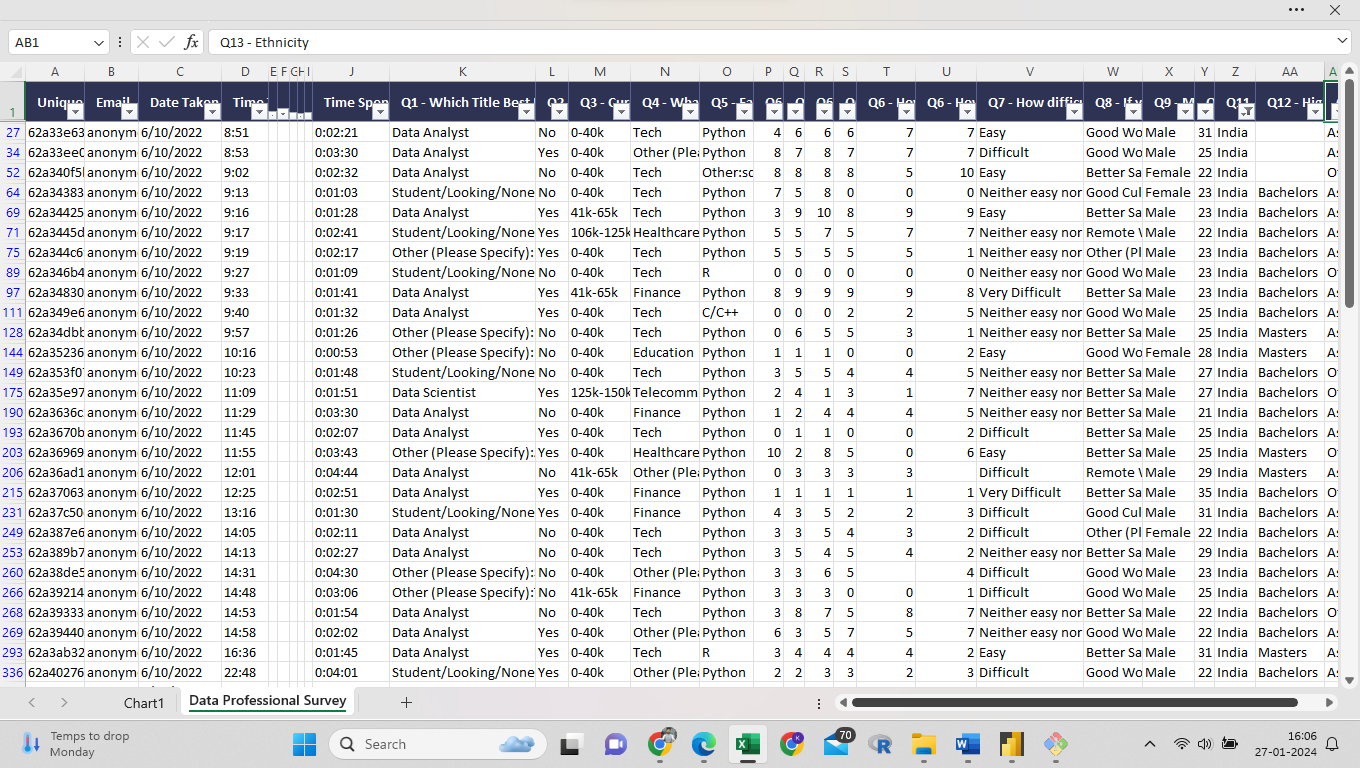 AB1 fx Q13 - Ethnicity
A B C D E F G H I J K L M N O P Q R S T U V W X Y Z AA A
1 Unique Email Date Taken Time Time Spen Q1 - Which Title Best Q2 Q3 - Cur Q4 - Wha Q5 - Fa Q6 Q6 Q6 - Ho Q6 - Ho Q7 - How difficu Q8 - If y Q9 - M Q11 Q12 - Hig
27 62a33e63 anonym 6/10/2022 8:51 0:02:21 Data Analyst No 0-40k Tech Python 4 6 6 6 7 7 Easy Good Wo Male 31 India As
34 62a33ee0 anonym 6/10/2022 8:53 0:03:30 Data Analyst Yes 0-40k Other (Plea Python 8 7 8 7 7 7 Difficult Good Wo Male 25 India As
52 62a340f5 anonym 6/10/2022 9:02 0:02:32 Data Analyst No 0-40k Tech Other:sq 8 8 8 8 5 10 Easy Better Sa Female 22 India O
64 62a34383 anonym 6/10/2022 9:13 0:01:03 Student/Looking/None No 0-40k Tech Python 7 5 8 0 0 0 Neither easy nor Good Cul Female 23 India Bachelors As
69 62a34425 anonym 6/10/2022 9:16 0:01:28 Data Analyst Yes 41k-65k Tech Python 3 9 10 8 9 9 Easy Better Sa Male 23 India Bachelors As
71 62a3445d anonym 6/10/2022 9:17 0:02:41 Student/Looking/None Yes 106k-125k Healthcare Python 5 5 7 5 7 7 Neither easy nor Remote W Male 22 India Bachelors As
75 62a344c6 anonym 6/10/2022 9:19 0:02:17 Other (Please Specify): Yes 0-40k Tech Python 5 5 5 5 5 1 Neither easy nor Other (Pl Male 23 India Bachelors As
89 62a346b4 anonym 6/10/2022 9:27 0:01:09 Student/Looking/None No 0-40k Tech R 0 0 0 0 0 0 Neither easy nor Good Wo Male 23 India Bachelors O
97 62a34830 anonym 6/10/2022 9:33 0:01:41 Data Analyst Yes 41k-65k Finance Python 8 9 9 9 9 8 Very Difficult Better Sa Male 23 India Bachelors As
111 62a349e6 anonym 6/10/2022 9:40 0:01:32 Data Analyst Yes 0-40k Tech C/C++ 0 0 0 2 2 5 Neither easy nor Good Wo Male 25 India Bachelors As
128 62a34dbb anonym 6/10/2022 9:57 0:01:26 Other (Please Specify): No 0-40k Tech Python 0 6 5 5 3 1 Neither easy nor Better Sa Male 25 India Masters As
144 62a35236 anonym 6/10/2022 10:16 0:00:53 Other (Please Specify): No 0-40k Education Python 1 1 1 0 0 2 Easy Good Wo Female 28 India Masters As
149 62a353f0 anonym 6/10/2022 10:23 0:01:48 Student/Looking/None No 0-40k Tech Python 3 5 5 4 4 5 Neither easy nor Better Sa Male 27 India Bachelors O
175 62a35e97 anonym 6/10/2022 11:09 0:01:51 Data Scientist Yes 125k-150k Telecomm Python 2 4 1 3 1 7 Neither easy nor Better Sa Male 27 India Bachelors O
190 62a3636c anonym 6/10/2022 11:29 0:03:30 Data Analyst No 0-40k Finance Python 1 2 4 4 4 5 Neither easy nor Better Sa Male 21 India Bachelors As
193 62a3670b anonym 6/10/2022 11:45 0:02:07 Data Analyst No 0-40k Tech Python 0 1 1 0 0 2 Difficult Better Sa Male 25 India Bachelors As
203 62a36969 anonym 6/10/2022 11:55 0:03:43 Other (Please Specify): Yes 0-40k Healthcare Python 10 2 8 5 0 6 Easy Better Sa Male 25 India Masters O
206 62a36ad1 anonym 6/10/2022 12:01 0:04:44 Data Analyst No 41k-65k Other (Plea Python 0 3 3 3 3 Difficult Remote W Male 29 India Masters As
215 62a37063 anonym 6/10/2022 12:25 0:02:51 Data Analyst Yes 0-40k Finance Python 1 1 1 1 1 1 Very Difficult Better Sa Male 35 India Bachelors O
231 62a37c50 anonym 6/10/2022 13:16 0:01:30 Student/Looking/None Yes 0-40k Finance Python 4 3 5 2 2 3 Difficult Good Cul Male 31 India Bachelors As
249 62a387e6 anonym 6/10/2022 14:05 0:02:11 Data Analyst No 0-40k Tech Python 3 3 5 4 3 2 Difficult Other (Pl Female 22 India Bachelors As
253 62a389b7 anonym 6/10/2022 14:13 0:02:27 Data Analyst No 0-40k Tech Python 3 5 4 5 4 2 Neither easy nor Better Sa Male 29 India Bachelors As
260 62a38de5 anonym 6/10/2022 14:31 0:04:30 Other (Please Specify): No 0-40k Other (Plea Python 3 3 6 5 4 Difficult Good Wo Male 23 India Bachelors As
266 62a39214 anonym 6/10/2022 14:48 0:03:06 Other (Please Specify): No 41k-65k Finance Python 3 3 3 0 0 1 Difficult Good Wo Male 25 India Bachelors As
268 62a39333 anonym 6/10/2022 14:53 0:01:54 Data Analyst No 0-40k Tech Python 3 8 7 5 8 7 Neither easy nor Better Sa Male 22 India Bachelors O
269 62a39440 anonym 6/10/2022 14:58 0:02:02 Data Analyst Yes 0-40k Other (Plea Python 6 3 5 7 5 7 Neither easy nor Good Wo Male 22 India Bachelors As
293 62a3ab32 anonym 6/10/2022 16:36 0:01:45 Data Analyst Yes 0-40k Tech R 3 4 4 4 4 2 Easy Better Sa Male 31 India Masters As
336 62a40276 anonym 6/10/2022 22:48 0:04:01 Student/Looking/None Yes 0-40k Other (Plea Python 2 2 3 3 2 3 Difficult Good Wo Male 22 India Bachelors As
Chart1 Data Professional Survey
Temps to drop
Monday
Search
70
16:06
27-01-2024